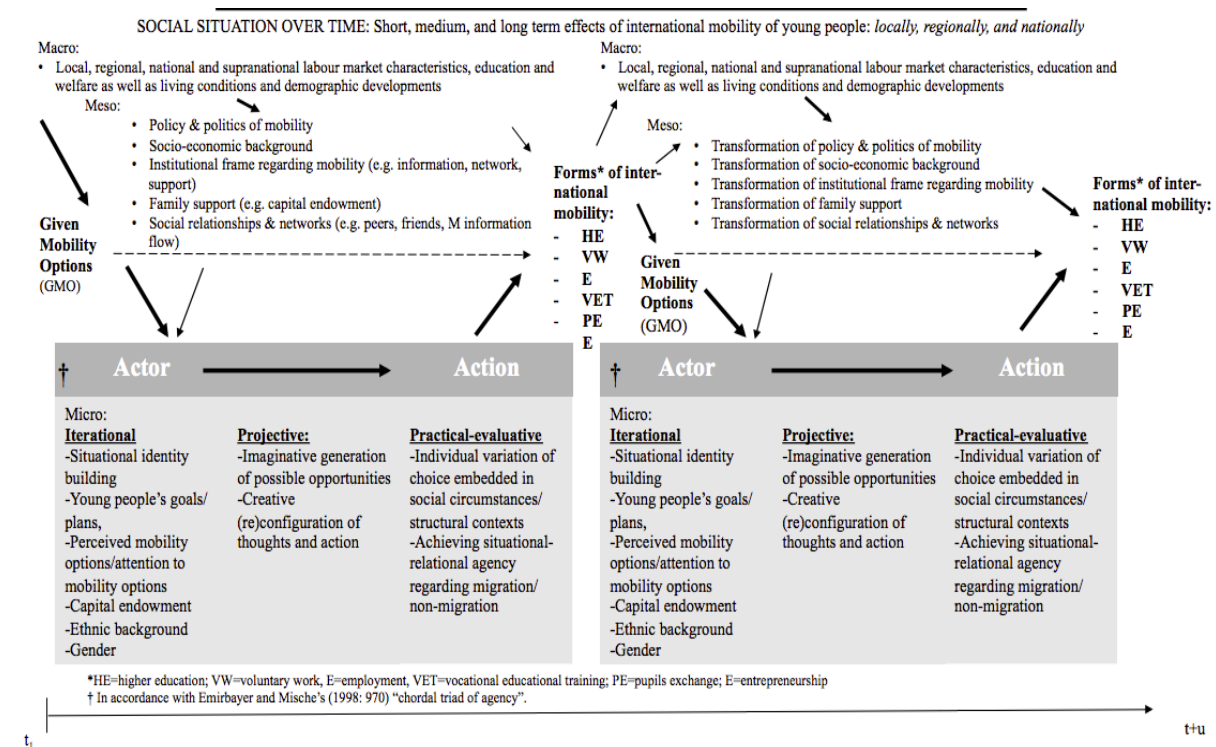 SOCIAL SITUATION OVER TIME: Short, medium, and long term effects of international mobility of young people: locally, regionally, and nationally
Macro:
• Local, regional, national and supranational labour market characteristics, education and
welfare as well as living conditions and demographic developments
Meso:
• Policy & politics of mobility
• Socio-economic background
• Institutional frame regarding mobility (e.g. information, network,
support)
• Family support (e.g. capital endowment)
• Social relationships & networks (e.g. peers, friends, M information
flow)
Given
Mobility
Options
(GMO)
Forms* of inter-
national
mobility:
- HE
- VW
- E
- VET
- PE
E
Macro:
• Local, regional, national and supranational labour market characteristics, education and
welfare as well as living conditions and demographic developments
Meso:
• Transformation of policy & politics of mobility
• Transformation of socio-economic background
• Transformation of institutional frame regarding mobility
• Transformation of family support
• Transformation of social relationships & networks
Given
Mobility
Options
(GMO)
Forms* of inter-
national mobility:
- HE
- VW
- E
- VET
- PE
- E
† Actor Action
Micro:
Iterational
-Situational identity
building
-Young people's goals/
plans,
-Perceived mobility
options/attention to
mobility options
-Capital endowment
-Ethnic background
-Gender
Projective:
-Imaginative generation
of possible opportunities
-Creative
(re)configuration of
thoughts and action
Practical-evaluative
-Individual variation of
choice embedded in
social circumstances/
structural contexts
-Achieving situational-
relational agency
regarding migration/
non-migration
† Actor Action
Micro:
Iterational
-Situational identity
building
-Young people's goals/
plans,
-Perceived mobility
options/attention to
mobility options
-Capital endowment
-Ethnic background
-Gender
Projective:
-Imaginative generation
of possible opportunities
-Creative
(re)configuration of
thoughts and action
Practical-evaluative
-Individual variation of
choice embedded in
social circumstances/
structural contexts
-Achieving situational-
relational agency
regarding migration/
non-migration
*HE=higher education; VW=voluntary work, E=employment, VET=vocational educational training; PE=pupils exchange; E=entrepreneurship
† In accordance with Emirbayer and Mische's (1998: 970) “chordal triad of agency”.
t+u